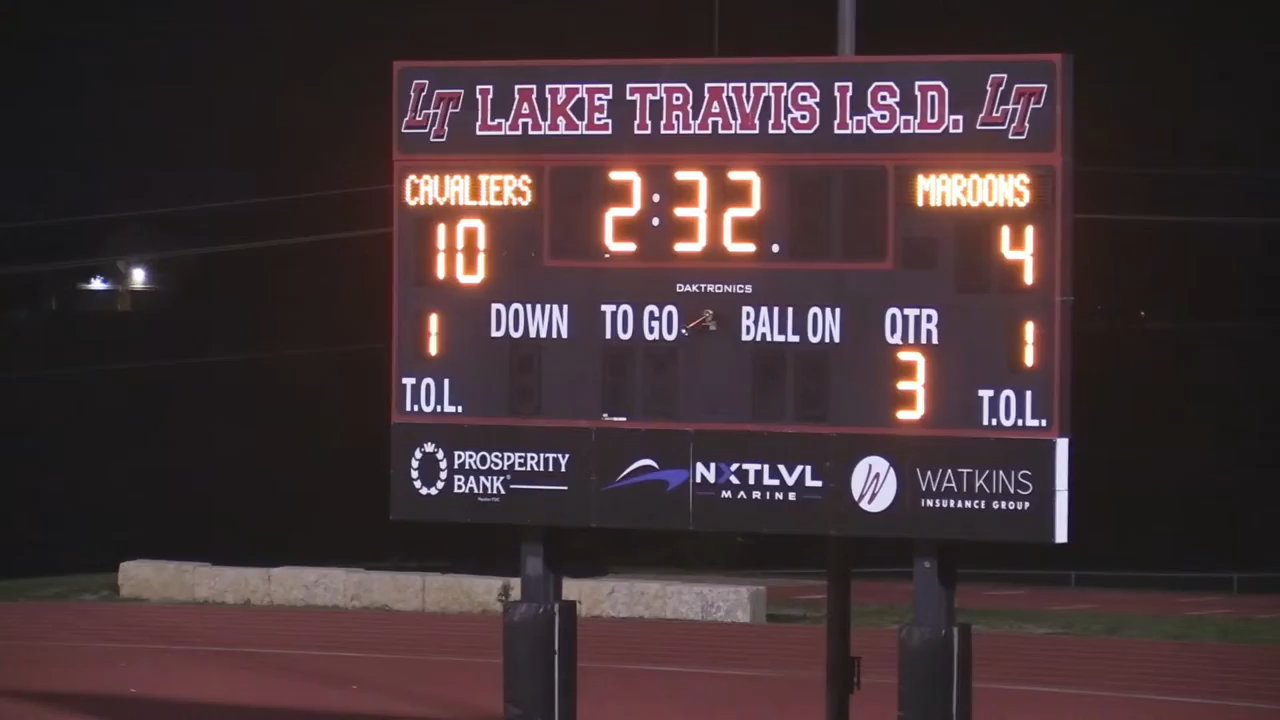 LT LAKE TRAVIS I.S.D. LT
CAVALIERS 2:32. MAROONS
10 4
DAKTRONICS
1 DOWN TO GO BALL ON QTR 1
3
T.O.L. T.O.L.
PROSPERITY BANK
NXTLVL MARINE
W WATKINS INSURANCE GROUP